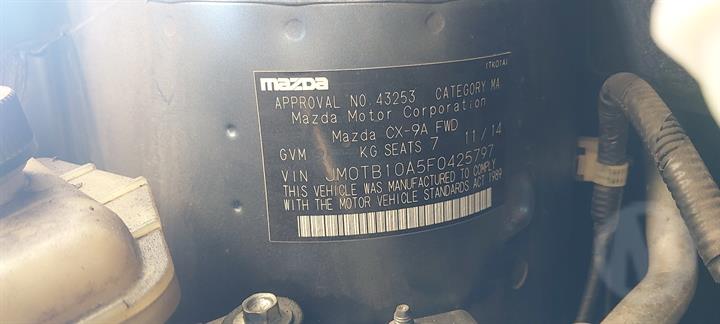 (TK01A)
mazda
APPROVAL NO. 43253 CATEGORY MA
Mazda Motor Corporation
Mazda CX-9A FWD
GVM KG SEATS 7 11/14
VIN JM0TB10A5F0425797
THIS VEHICLE WAS MANUFACTURED TO COMPLY
WITH THE MOTOR VEHICLE STANDARDS ACT 1989